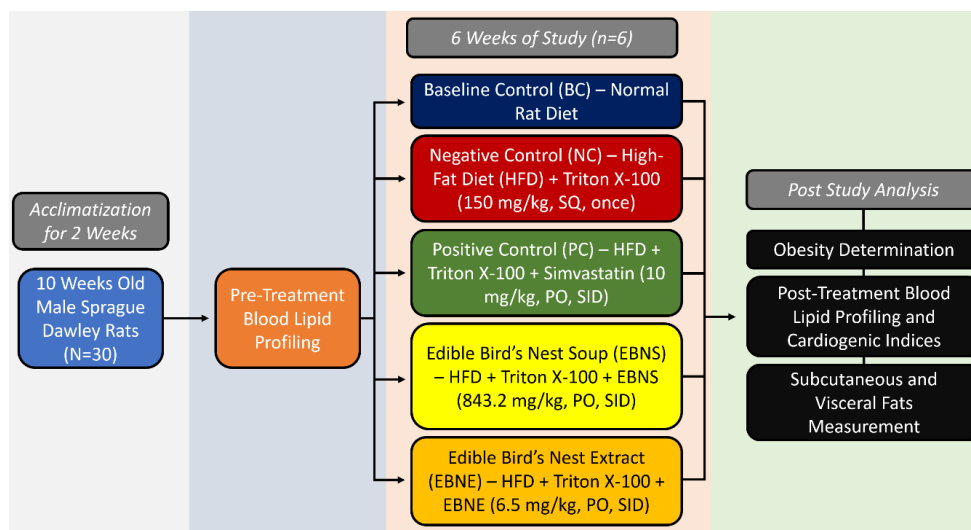 Acclimatization
for 2 Weeks
10 Weeks Old
Male Sprague
Dawley Rats
(N=30)
Pre-Treatment
Blood Lipid
Profiling
6 Weeks of Study (n=6)
Baseline Control (BC) – Normal
Rat Diet
Negative Control (NC) – High-
Fat Diet (HFD) + Triton X-100
(150 mg/kg, SQ, once)
Positive Control (PC) – HFD +
Triton X-100 + Simvastatin (10
mg/kg, PO, SID)
Edible Bird’s Nest Soup (EBNS)
– HFD + Triton X-100 + EBNS
(843.2 mg/kg, PO, SID)
Edible Bird’s Nest Extract
(EBNE) – HFD + Triton X-100 +
EBNE (6.5 mg/kg, PO, SID)
Post Study Analysis
Obesity Determination
Post-Treatment Blood
Lipid Profiling and
Cardiogenic Indices
Subcutaneous and
Visceral Fats
Measurement